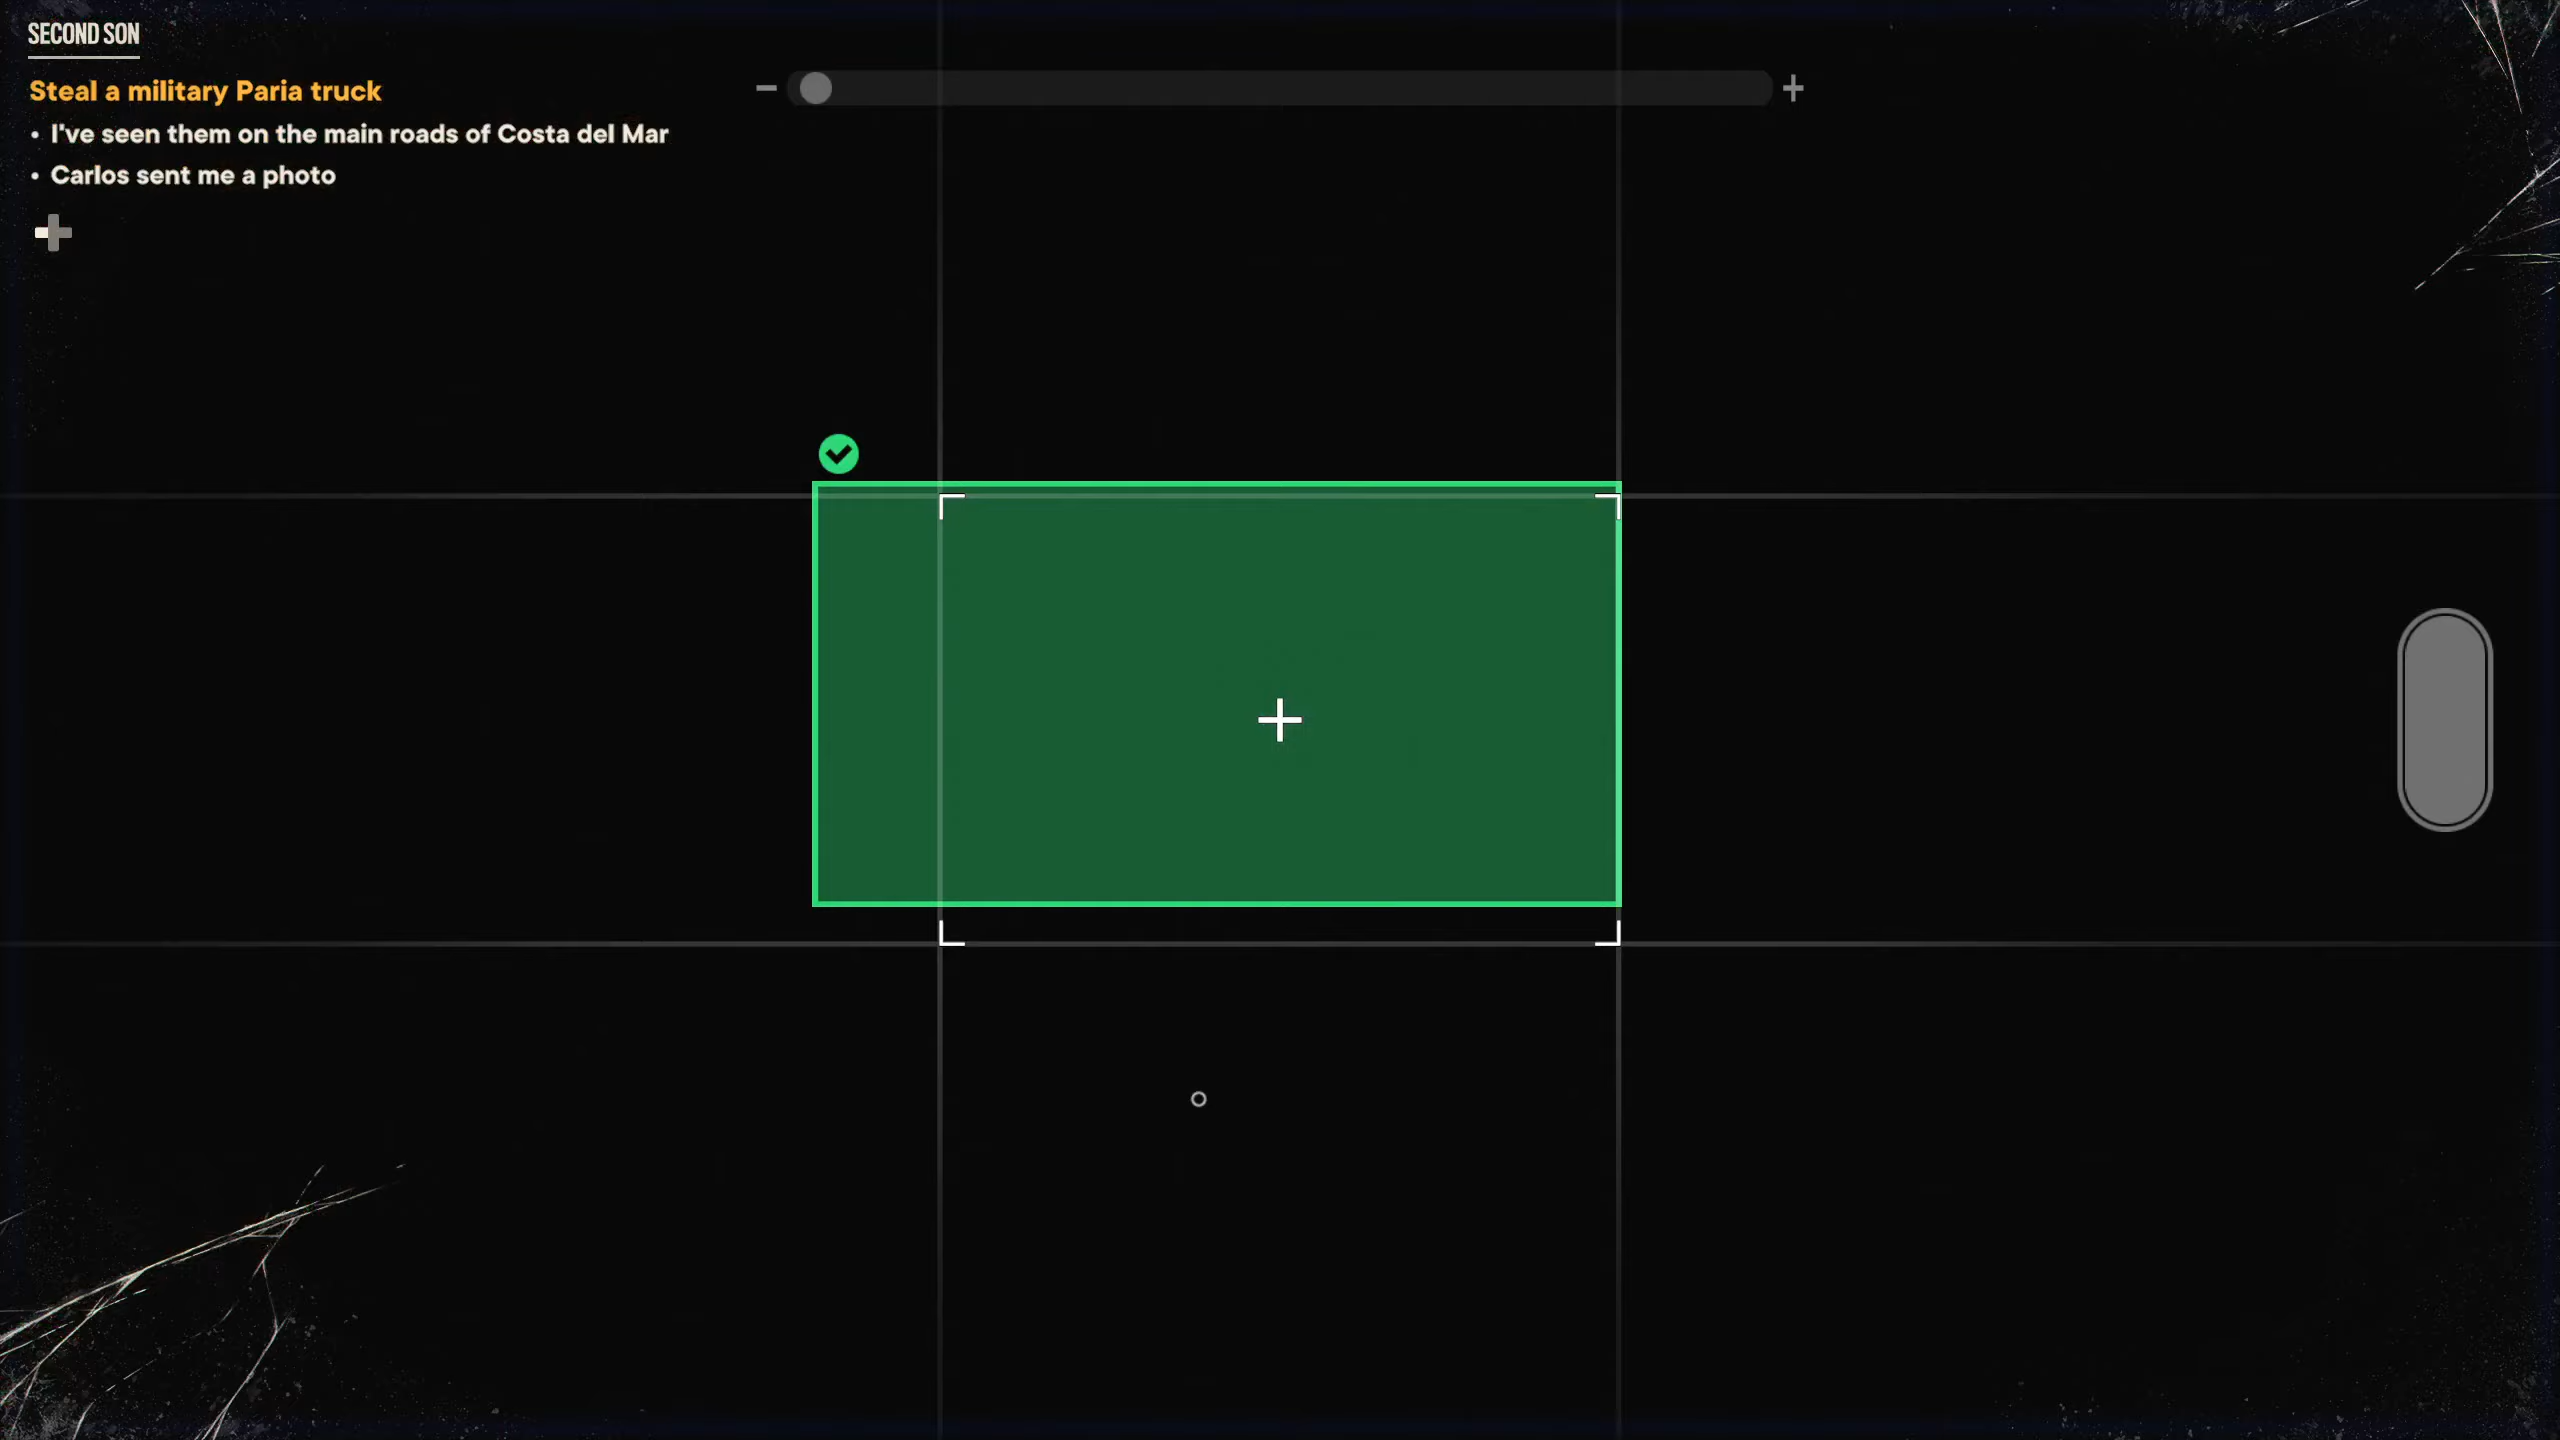 SECOND SON
Steal a military Paria truck
• I've seen them on the main roads of Costa del Mar
• Carlos sent me a photo